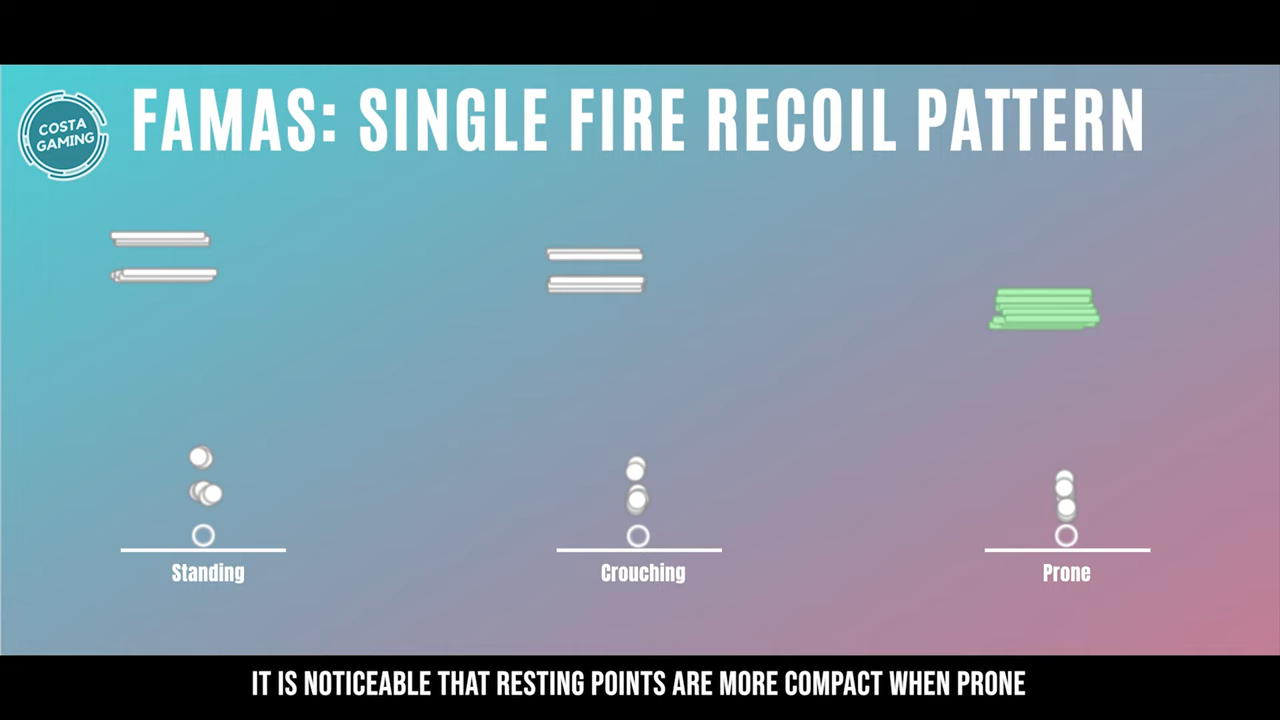 COSTA
GAMING
FAMAS: SINGLE FIRE RECOIL PATTERN
Standing
Crouching
Prone
IT IS NOTICEABLE THAT RESTING POINTS ARE MORE COMPACT WHEN PRONE